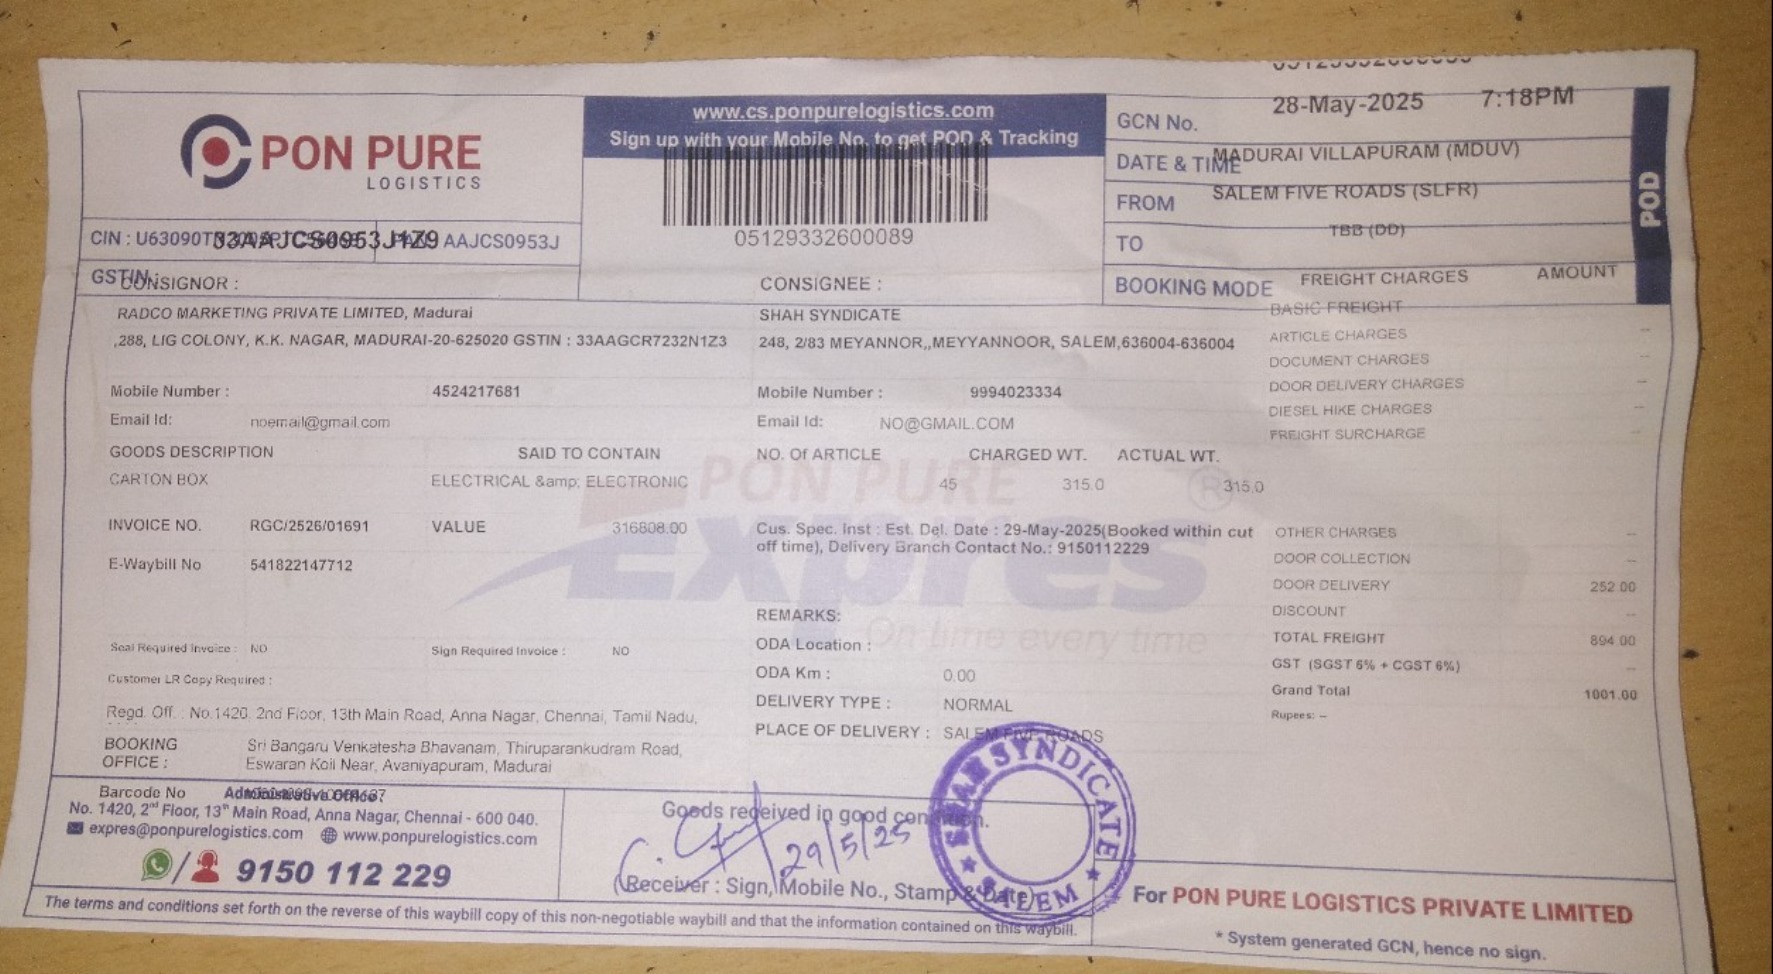 PON PURE
LOGISTICS
www.cs.ponpurelogistics.com
Sign up with your Mobile No. to get POD & Tracking
05129332600089
GCN No.
28-May-2025 7:18PM
DATE & TIME
MADURAI VILLAPURAM (MDUV)
FROM
SALEM FIVE ROADS (SLFR)
TO
TBB (DD)
BOOKING MODE
POD
CIN : U63090T
33AAJCS0953J1Z9
AAJCS0953J
GSTIN
CONSIGNOR :
CONSIGNEE :
FREIGHT CHARGES AMOUNT
RADCO MARKETING PRIVATE LIMITED, Madurai
,288, LIG COLONY, K.K. NAGAR, MADURAI-20-625020 GSTIN : 33AAGCR7232N1Z3
SHAH SYNDICATE
248, 2/83 MEYANNOR,,MEYYANNOOR, SALEM,636004-636004
BASIC FREIGHT --
ARTICLE CHARGES --
DOCUMENT CHARGES --
DOOR DELIVERY CHARGES --
DIESEL HIKE CHARGES --
FREIGHT SURCHARGE --
Mobile Number : 4524217681
Mobile Number : 9994023334
Email Id: noemail@gmail.com
Email Id: NO@GMAIL.COM
GOODS DESCRIPTION SAID TO CONTAIN NO. Of ARTICLE CHARGED WT. ACTUAL WT.
CARTON BOX ELECTRICAL &amp; ELECTRONIC 45 315.0 315.0
PON PURE ®
Expres
On time every time
INVOICE NO. RGC/2526/01691 VALUE 316808.00
E-Waybill No 541822147712
Cus. Spec. Inst : Est. Del. Date : 29-May-2025(Booked within cut
off time), Delivery Branch Contact No.: 9150112229
OTHER CHARGES --
DOOR COLLECTION --
DOOR DELIVERY 252.00
DISCOUNT --
TOTAL FREIGHT 894.00
GST (SGST 6% + CGST 6%) --
Grand Total 1001.00
Rupees: --
REMARKS:
ODA Location :
ODA Km : 0.00
DELIVERY TYPE : NORMAL
PLACE OF DELIVERY : SALEM FIVE ROADS
Seal Required Invoice : NO Sign Required Invoice : NO
Customer LR Copy Required :
Regd. Off. : No.1420, 2nd Floor, 13th Main Road, Anna Nagar, Chennai, Tamil Nadu,
BOOKING OFFICE : Sri Bangaru Venkatesha Bhavanam, Thiruparankudram Road,
Eswaran Koil Near, Avaniyapuram, Madurai
Barcode No
Administrative Office:
No. 1420, 2nd Floor, 13th Main Road, Anna Nagar, Chennai - 600 040.
expres@ponpurelogistics.com www.ponpurelogistics.com
/ 9150 112 229
Goods received in good condition.
29/5/25
(Receiver : Sign, Mobile No., Stamp & Date)
SHAH SYNDICATE
★ SALEM ★
For PON PURE LOGISTICS PRIVATE LIMITED
* System generated GCN, hence no sign.
The terms and conditions set forth on the reverse of this waybill copy of this non-negotiable waybill and that the information contained on this waybill.